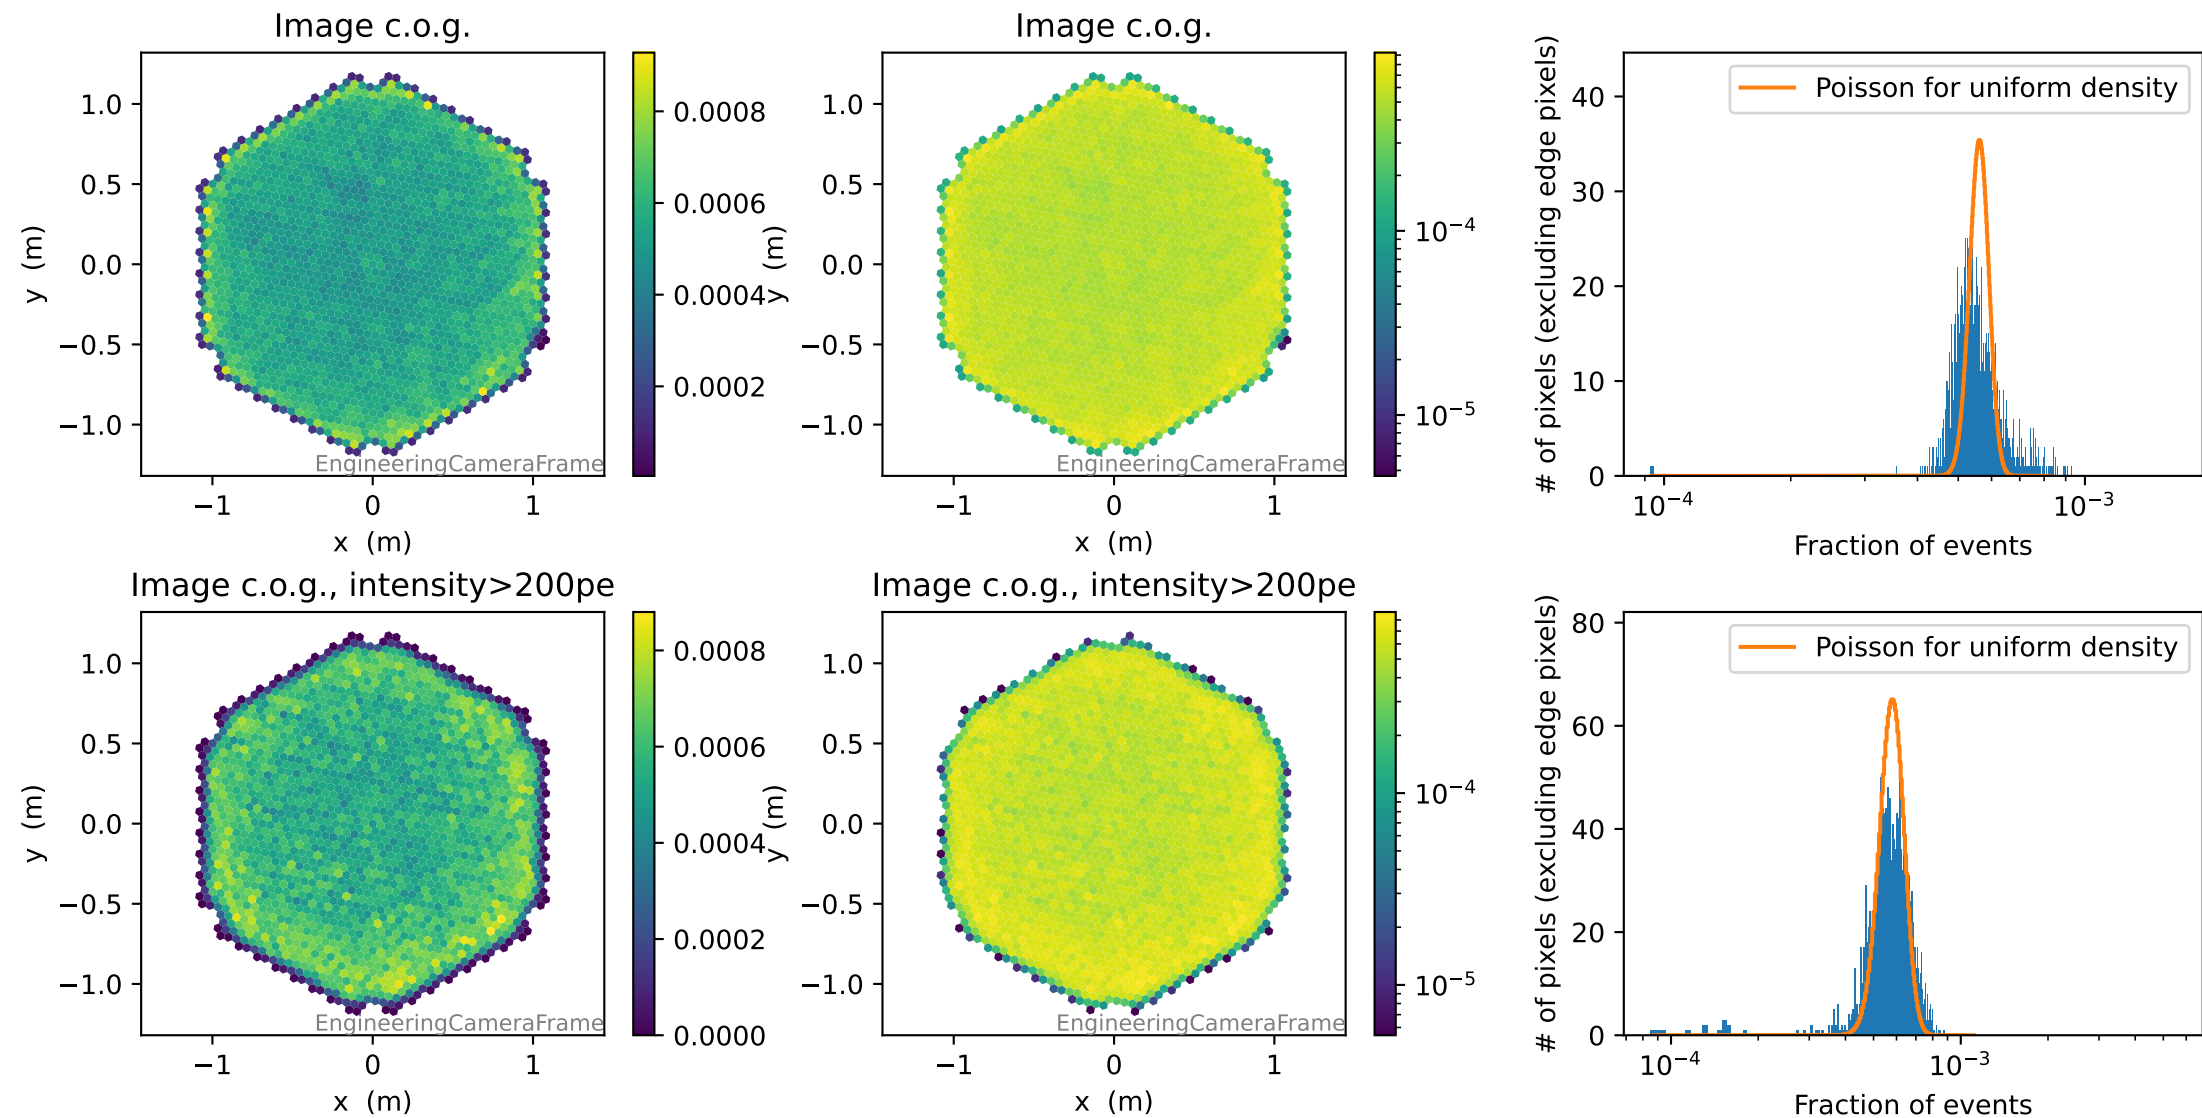 Image c.o.g.
1.0
0.5
0.0
−0.5
−1.0
y (m)
−1
0
1
x (m)
EngineeringCameraFrame
0.0008
0.0006
0.0004
0.0002
Image c.o.g.
1.0
0.5
0.0
−0.5
−1.0
y (m)
−1
0
1
x (m)
EngineeringCameraFrame
10⁻⁴
10⁻⁵
Poisson for uniform density
40
30
20
10
0
# of pixels (excluding edge pixels)
10⁻⁴
10⁻³
Fraction of events
Image c.o.g., intensity>200pe
1.0
0.5
0.0
−0.5
−1.0
y (m)
−1
0
1
x (m)
EngineeringCameraFrame
0.0008
0.0006
0.0004
0.0002
0.0000
Image c.o.g., intensity>200pe
1.0
0.5
0.0
−0.5
−1.0
y (m)
−1
0
1
x (m)
EngineeringCameraFrame
10⁻⁴
10⁻⁵
Poisson for uniform density
80
60
40
20
0
# of pixels (excluding edge pixels)
10⁻⁴
10⁻³
Fraction of events